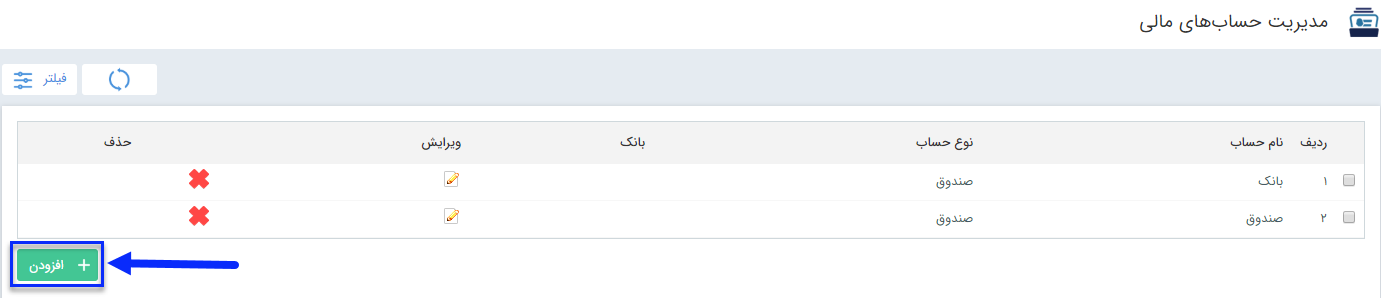 مدیریت حساب‌های مالی
فیلتر
ردیف نام حساب نوع حساب بانک ویرایش حذف
۱ بانک صندوق
۲ صندوق صندوق
افزودن